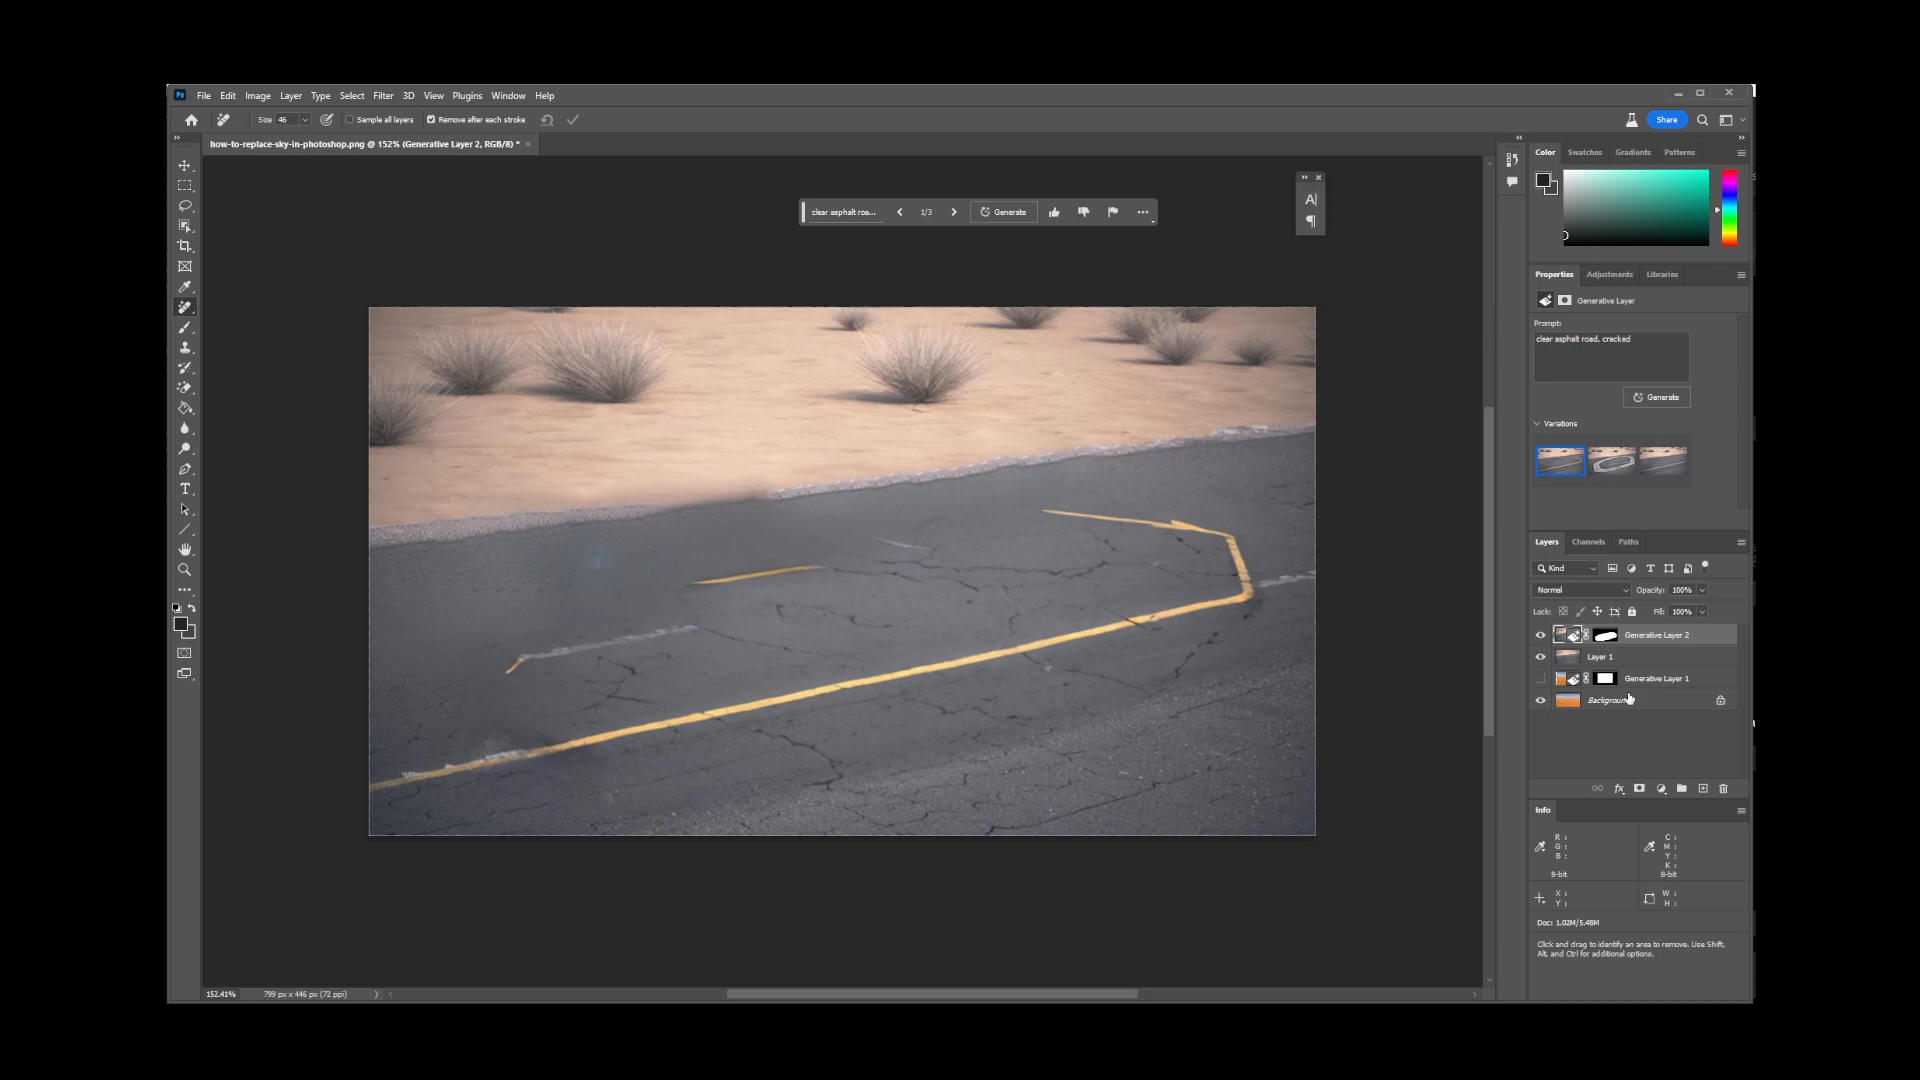 Ps File Edit Image Layer Type Select Filter 3D View Plugins Window Help
Size 46 Sample all layers Remove after each stroke Share
how-to-replace-sky-in-photoshop.png @ 152% (Generative Layer 2, RGB/8) * ×
clear asphalt roa... 1/3 Generate
Color Swatches Gradients Patterns
Properties Adjustments Libraries
Generative Layer
Prompt:
clear asphalt road, cracked
Generate
Variations
Layers Channels Paths
Kind
Normal Opacity: 100%
Lock: Fill: 100%
Generative Layer 2
Layer 1
Generative Layer 1
Background
Info
R : C :
G : M :
B : Y :
K :
8-bit 8-bit
X : W :
Y : H :
Doc: 1.02M/5.48M
Click and drag to identify an area to remove. Use Shift,
Alt, and Ctrl for additional options.
152.41% 799 px x 446 px (72 ppi)